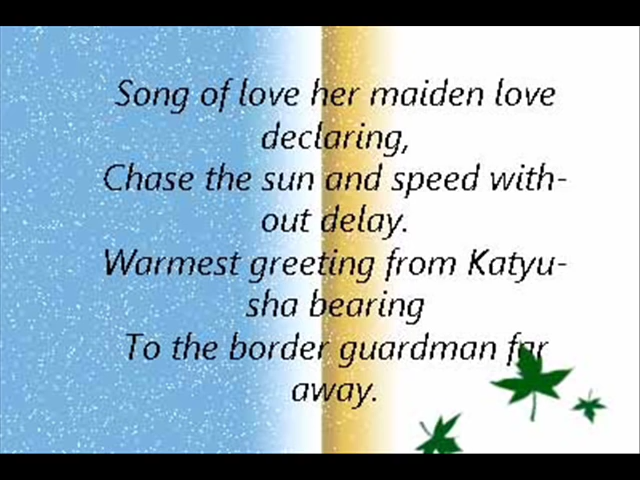 Song of love her maiden love
declaring,
Chase the sun and speed with-
out delay.
Warmest greeting from Katyu-
sha bearing
To the border guardman far
away.